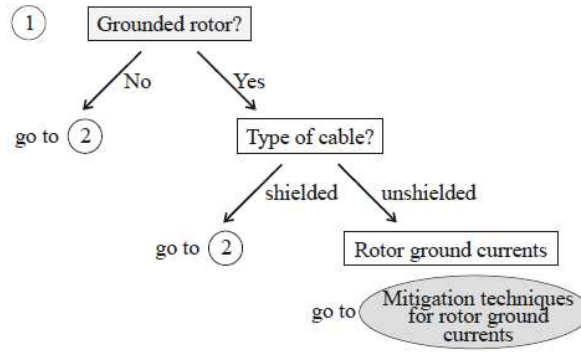 1 Grounded rotor?
No Yes
go to 2
Type of cable?
shielded unshielded
go to 2
Rotor ground currents
go to
Mitigation techniques
for rotor ground
currents